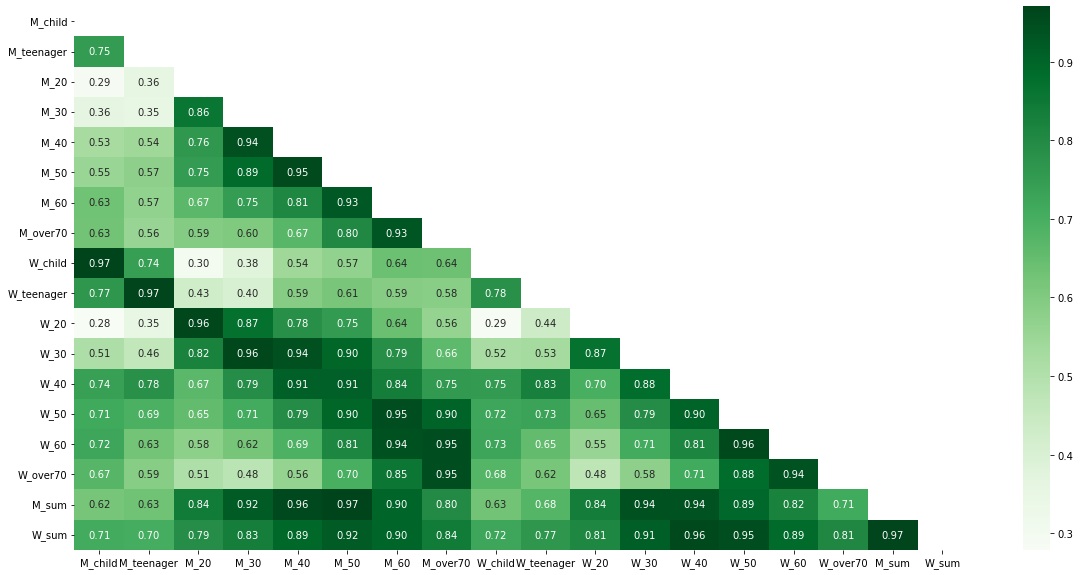 M_child
M_teenager 0.75
M_20 0.29 0.36
M_30 0.36 0.35 0.86
M_40 0.53 0.54 0.76 0.94
M_50 0.55 0.57 0.75 0.89 0.95
M_60 0.63 0.57 0.67 0.75 0.81 0.93
M_over70 0.63 0.56 0.59 0.60 0.67 0.80 0.93
W_child 0.97 0.74 0.30 0.38 0.54 0.57 0.64 0.64
W_teenager 0.77 0.97 0.43 0.40 0.59 0.61 0.59 0.58 0.78
W_20 0.28 0.35 0.96 0.87 0.78 0.75 0.64 0.56 0.29 0.44
W_30 0.51 0.46 0.82 0.96 0.94 0.90 0.79 0.66 0.52 0.53 0.87
W_40 0.74 0.78 0.67 0.79 0.91 0.91 0.84 0.75 0.75 0.83 0.70 0.88
W_50 0.71 0.69 0.65 0.71 0.79 0.90 0.95 0.90 0.72 0.73 0.65 0.79 0.90
W_60 0.72 0.63 0.58 0.62 0.69 0.81 0.94 0.95 0.73 0.65 0.55 0.71 0.81 0.96
W_over70 0.67 0.59 0.51 0.48 0.56 0.70 0.85 0.95 0.68 0.62 0.48 0.58 0.71 0.88 0.94
M_sum 0.62 0.63 0.84 0.92 0.96 0.97 0.90 0.80 0.63 0.68 0.84 0.94 0.94 0.89 0.82 0.71
W_sum 0.71 0.70 0.79 0.83 0.89 0.92 0.90 0.84 0.72 0.77 0.81 0.91 0.96 0.95 0.89 0.81 0.97
M_child M_teenager M_20 M_30 M_40 M_50 M_60 M_over70 W_child W_teenager W_20 W_30 W_40 W_50 W_60 W_over70 M_sum W_sum
0.9
0.8
0.7
0.6
0.5
0.4
0.3